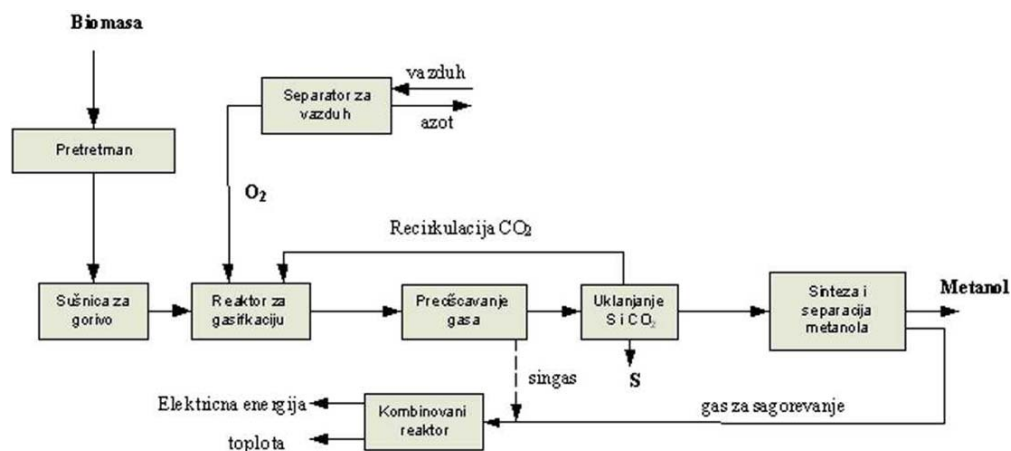 Biomasa
Pretretman
Separator za
vazduh
vazduh
azot
O₂
Recirkulacija CO₂
Sušnica za
gorivo
Reaktor za
gasifkaciju
Prečišcavanje
gasa
Uklanjanje
S i CO₂
Sinteza i
separacija
metanola
Metanol
singas
S
gas za sagorevanje
Elektricna energija
toplota
Kombinovani
reaktor